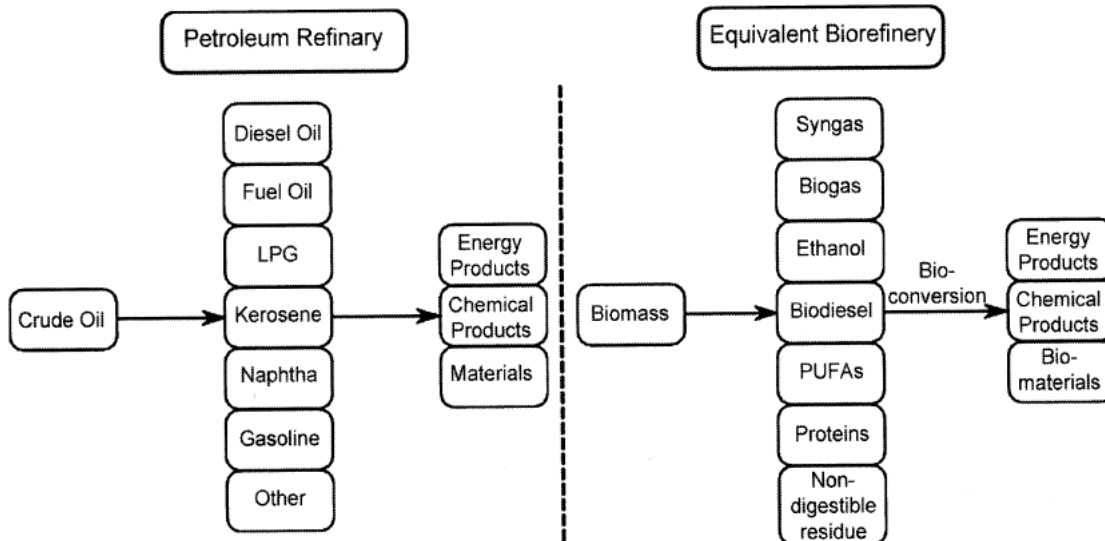 Petroleum Refinary
Diesel Oil
Fuel Oil
LPG
Crude Oil
Kerosene
Naphtha
Gasoline
Other
Energy
Products
Chemical
Products
Materials
Equivalent Biorefinery
Syngas
Biogas
Ethanol
Biomass
Biodiesel
PUFAs
Proteins
Non-
digestible
residue
Bio-
conversion
Energy
Products
Chemical
Products
Bio-
materials